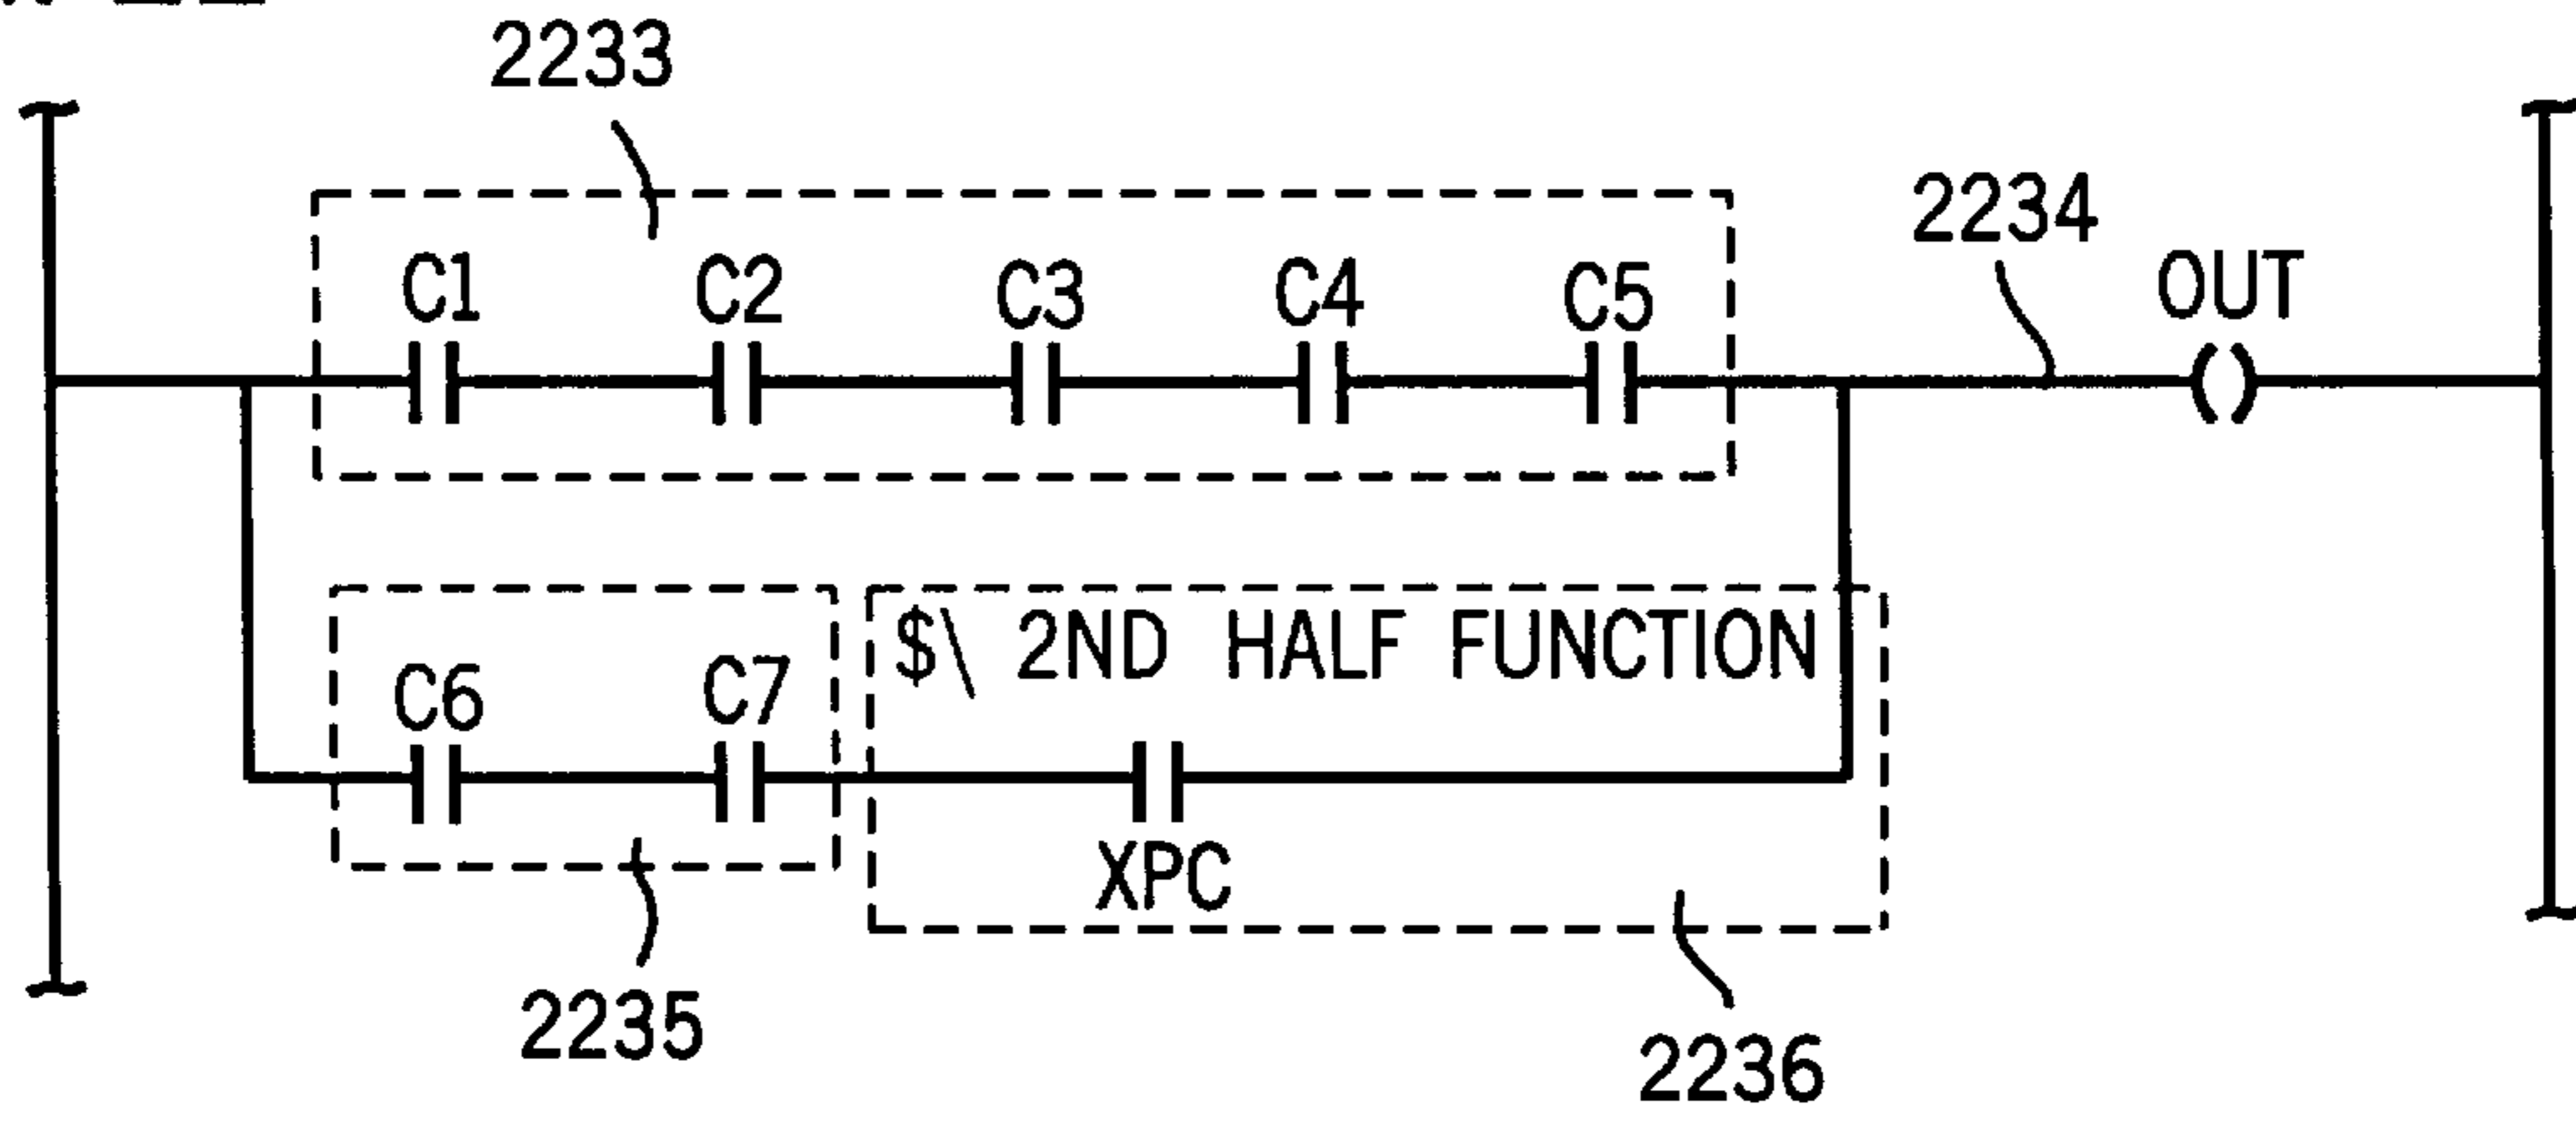 2233
2234
OUT
C1 C2 C3 C4 C5
$\ 2ND HALF FUNCTION
C6 C7
XPC
2235
2236